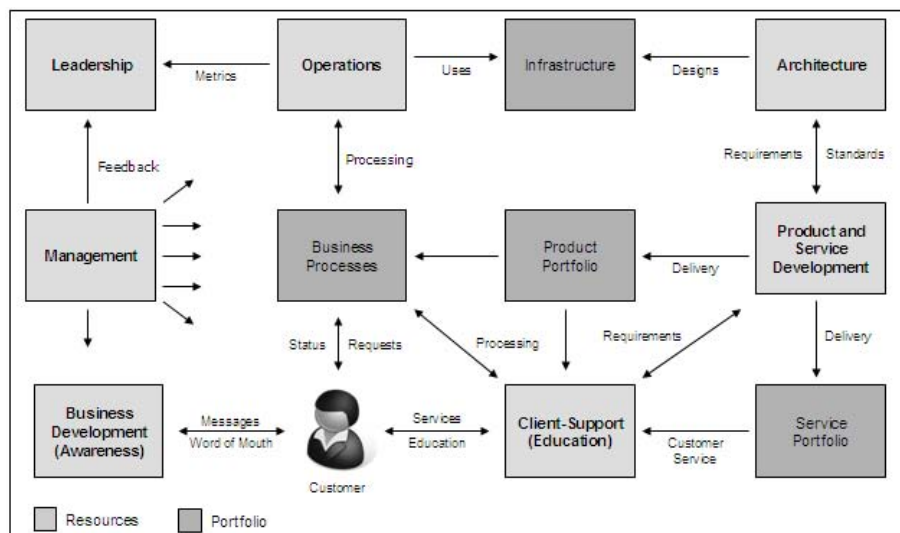 Leadership
Metrics
Operations
Uses
Infrastructure
Designs
Architecture
Feedback
Processing
Requirements
Standards
Management
Business
Processes
Product
Portfolio
Delivery
Product and
Service
Development
Status
Requests
Processing
Requirements
Delivery
Business
Development
(Awareness)
Messages
Word of Mouth
Customer
Services
Education
Client-Support
(Education)
Customer
Service
Service
Portfolio
Resources
Portfolio